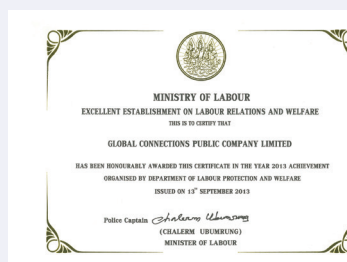 MINISTRY OF LABOUR
EXCELLENT ESTABLISHMENT ON LABOUR RELATIONS AND WELFARE
THIS IS TO CERTIFY THAT
GLOBAL CONNECTIONS PUBLIC COMPANY LIMITED
HAS BEEN HONOURABLY AWARDED THIS CERTIFICATE IN THE YEAR 2013 ACHIEVEMENT
ORGANISED BY DEPARTMENT OF LABOUR PROTECTION AND WELFARE
ISSUED ON 13th SEPTEMBER 2013
Police Captain Chalerm Ubumrung
(CHALERM UBUMRUNG)
MINISTER OF LABOUR